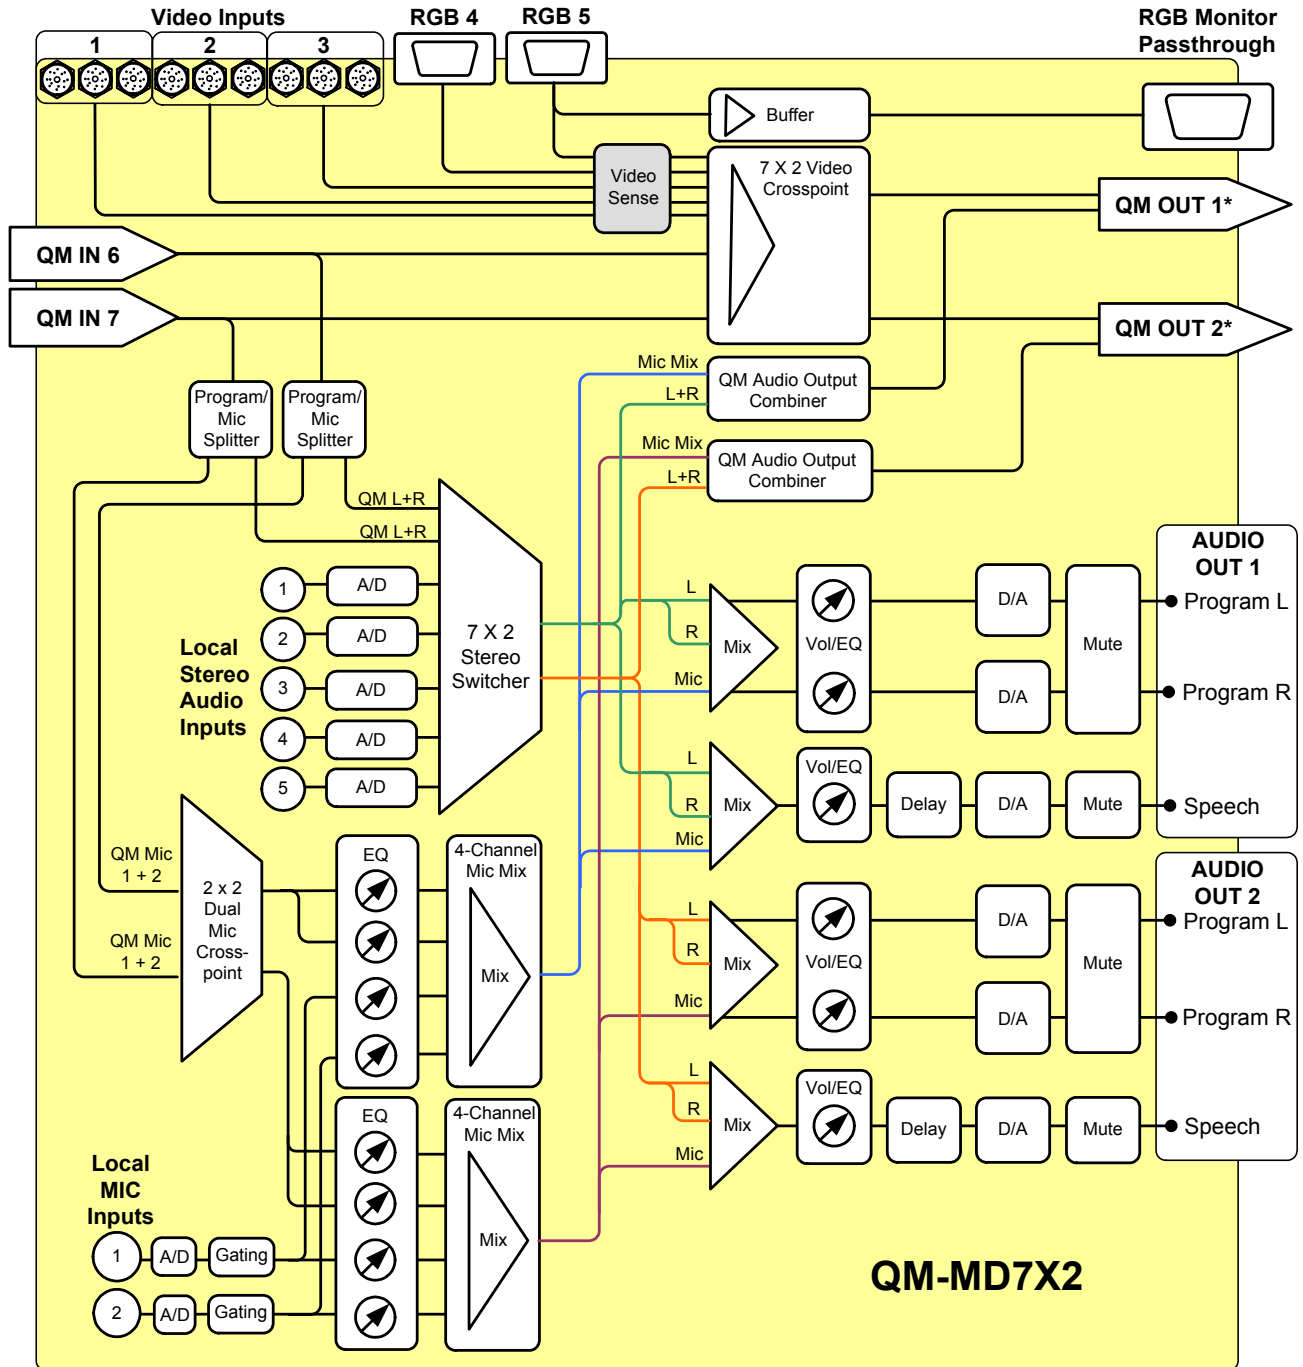 Video Inputs
RGB 4
RGB 5
RGB Monitor
Passthrough
1
2
3
Buffer
Video
Sense
7 X 2 Video
Crosspoint
QM OUT 1*
QM IN 6
QM IN 7
QM OUT 2*
Program/
Mic
Splitter
Program/
Mic
Splitter
Mic Mix
L+R
QM Audio Output
Combiner
Mic Mix
L+R
QM Audio Output
Combiner
QM L+R
QM L+R
Local
Stereo
Audio
Inputs
1
A/D
2
A/D
3
A/D
4
A/D
5
A/D
7 X 2
Stereo
Switcher
L
R
Mic
Mix
Vol/EQ
D/A
D/A
Mute
AUDIO
OUT 1
Program L
Program R
L
R
Mic
Mix
Vol/EQ
Delay
D/A
Mute
Speech
QM Mic
1 + 2
QM Mic
1 + 2
2 x 2
Dual
Mic
Cross-
point
EQ
4-Channel
Mic Mix
Mix
L
R
Mic
Mix
Vol/EQ
D/A
D/A
Mute
AUDIO
OUT 2
Program L
Program R
L
R
Mic
Mix
Vol/EQ
Delay
D/A
Mute
Speech
EQ
4-Channel
Mic Mix
Mix
Local
MIC
Inputs
1
A/D
Gating
2
A/D
Gating
QM-MD7X2